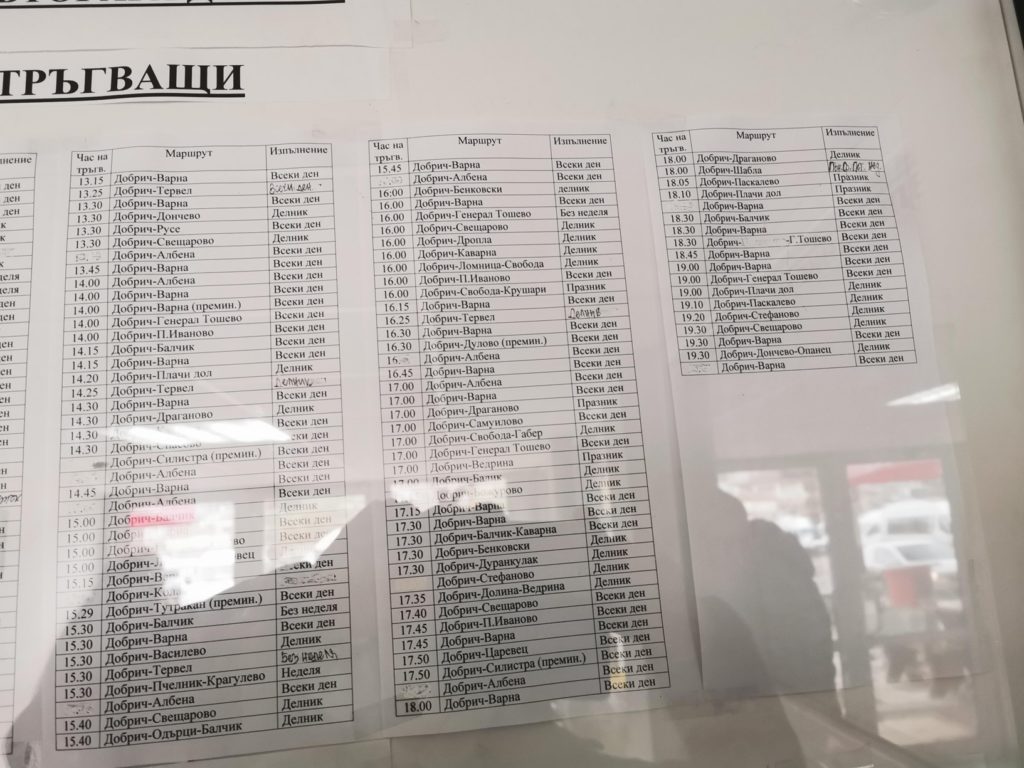 ТРЪГВАЩИ
лнение
ден
ден
ден
Час на тръгв. Маршрут Изпълнение
13.15 Добрич-Варна Всеки ден
13.25 Добрич-Тервел Всеки ден
13.30 Добрич-Варна Всеки ден
13.30 Добрич-Дончево Делник
13.30 Добрич-Русе Всеки ден
13.30 Добрич-Свещарово Делник
Добрич-Албена Всеки ден
13.45 Добрич-Варна Всеки ден
14.00 Добрич-Албена Всеки ден
14.00 Добрич-Варна Всеки ден
14.00 Добрич-Варна (премин.) Всеки ден
14.00 Добрич-Генерал Тошево Всеки ден
14.00 Добрич-П.Иваново Делник
14.15 Добрич-Балчик Всеки ден
14.15 Добрич-Варна Всеки ден
14.20 Добрич-Плачи дол Делник
14.25 Добрич-Тервел Делник
14.30 Добрич-Варна Всеки ден
14.30 Добрич-Драганово Делник
14.30 Всеки ден
14.30 Добрич-Спасово Делник
Добрич-Силистра (премин.) Всеки ден
Добрич-Албена Всеки ден
14.45 Добрич-Варна Всеки ден
Добрич-Албена Всеки ден
15.00 Добрич-Балчик Всеки ден
15.00 Всеки ден
15.00
15.00
15.15 Всеки ден
15.29 Добрич-Тутракан (премин.) Всеки ден
15.30 Добрич-Балчик Без неделя
15.30 Добрич-Варна Всеки ден
15.30 Добрич-Василево Делник
15.30 Добрич-Тервел Без неделя
15.30 Добрич-Пчелник-Крагулево Неделя
Добрич-Албена Всеки ден
15.40 Добрич-Свещарово Делник
15.40 Добрич-Одърци-Балчик Делник
Час на тръгв. Маршрут Изпълнение
15.45 Добрич-Варна Всеки ден
Добрич-Албена Всеки ден
16:00 Добрич-Бенковски делник
16.00 Добрич-Варна Всеки ден
16.00 Добрич-Генерал Тошево Без неделя
16.00 Добрич-Свещарово Делник
16.00 Добрич-Дропла Делник
16.00 Добрич-Каварна Всеки ден
16.00 Добрич-Ломница-Свобода Делник
16.00 Добрич-П.Иваново Всеки ден
16.00 Добрич-Свобода-Крушари Празник
16.15 Добрич-Варна Всеки ден
16.25 Добрич-Тервел Делник
16.30 Добрич-Варна Всеки ден
16.30 Добрич-Дулово (премин.) Всеки ден
Добрич-Албена Всеки ден
16.45 Добрич-Варна Всеки ден
17.00 Добрич-Албена Всеки ден
17.00 Добрич-Варна Всеки ден
17.00 Добрич-Драганово Празник
17.00 Добрич-Самуилово Всеки ден
17.00 Добрич-Свобода-Габер Делник
17.00 Добрич-Генерал Тошево Всеки ден
17.00 Добрич-Ведрина Празник
17.00 Делник
Делник
17.15 Добрич-Варна Всеки ден
17.30 Добрич-Варна Всеки ден
17.30 Добрич-Балчик-Каварна Всеки ден
17.30 Добрич-Бенковски Делник
17.30 Добрич-Дуранкулак Делник
Добрич-Стефаново Делник
17.35 Добрич-Долина-Ведрина Делник
17.40 Добрич-Свещарово Делник
17.45 Добрич-П.Иваново Всеки ден
17.45 Добрич-Варна Всеки ден
17.50 Добрич-Царевец Всеки ден
17.50 Добрич-Силистра (премин.) Всеки ден
Добрич-Албена Всеки ден
18.00 Добрич-Варна Всеки ден
Час на тръгв. Маршрут Изпълнение
18.00 Добрич-Драганово Делник
18.00 Добрич-Шабла
18.05 Добрич-Паскалево Празник
18.10 Добрич-Плачи дол Празник
Добрич-Варна Всеки ден
18.30 Добрич-Балчик Всеки ден
18.30 Добрич-Варна Всеки ден
18.30 Добрич- -Г.Тошево Всеки ден
18.45 Добрич-Варна Всеки ден
19.00 Добрич-Варна Всеки ден
19.00 Добрич-Генерал Тошево Всеки ден
19.00 Добрич-Плачи дол Делник
19.10 Добрич-Паскалево Делник
19.20 Добрич-Стефаново Делник
19.30 Добрич-Свещарово Делник
19.30 Добрич-Варна Всеки ден
19.30 Добрич-Дончево-Опанец Делник
Добрич-Варна Всеки ден